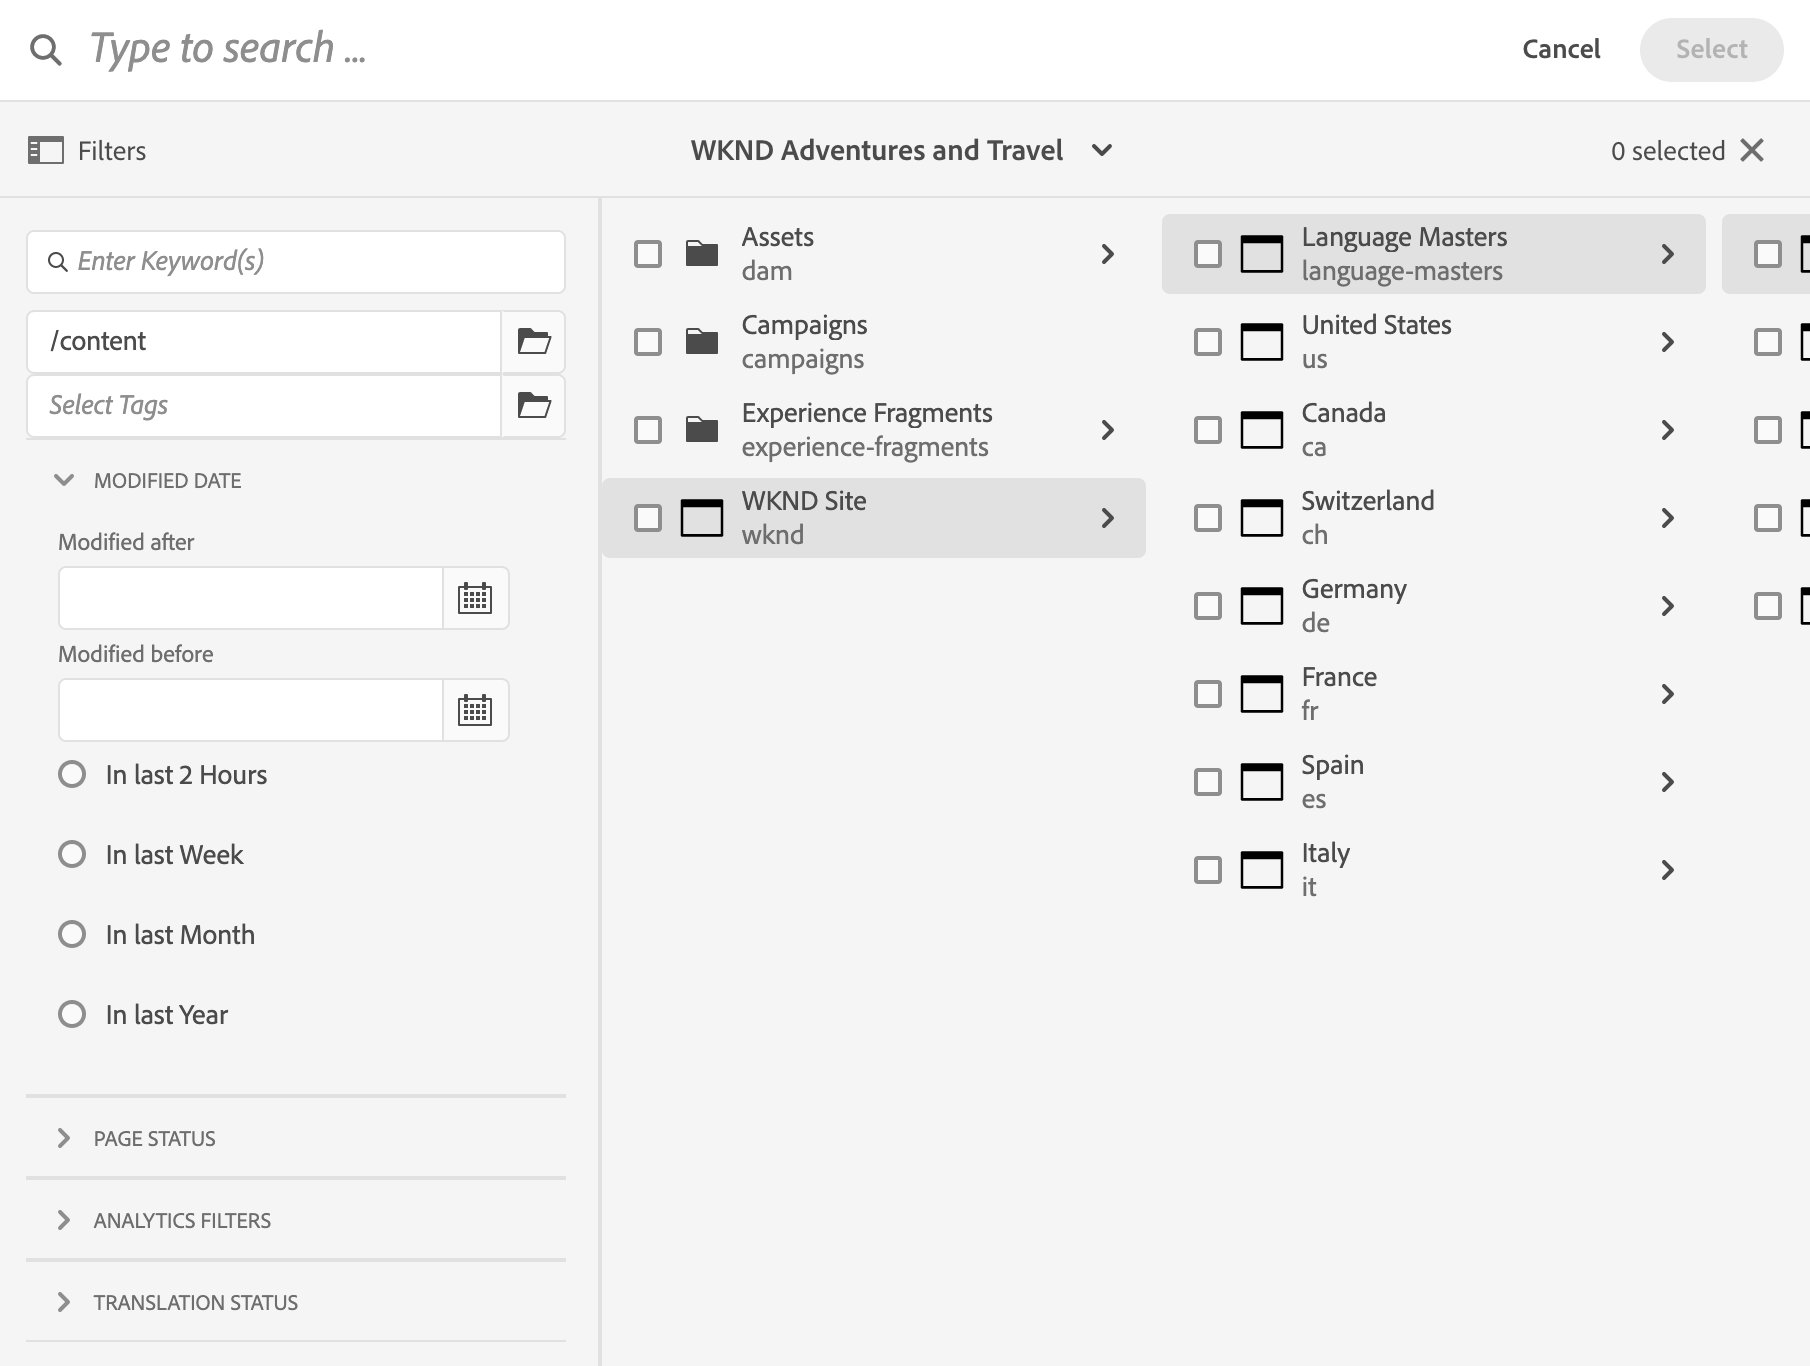 Type to search ...
Cancel
Select
Filters
WKND Adventures and Travel
0 selected
Enter Keyword(s)
/content
Select Tags
MODIFIED DATE
Modified after
Modified before
In last 2 Hours
In last Week
In last Month
In last Year
PAGE STATUS
ANALYTICS FILTERS
TRANSLATION STATUS
Assets
dam
Campaigns
campaigns
Experience Fragments
experience-fragments
WKND Site
wknd
Language Masters
language-masters
United States
us
Canada
ca
Switzerland
ch
Germany
de
France
fr
Spain
es
Italy
it